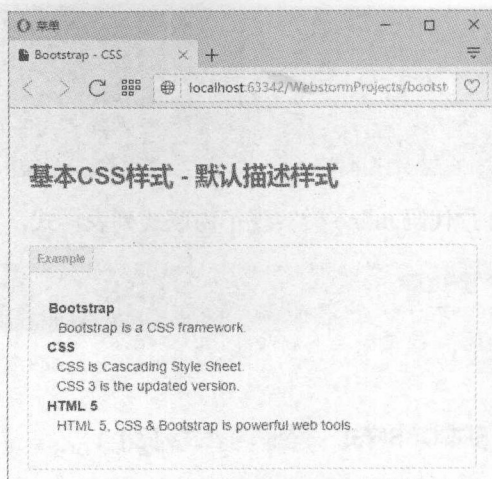 菜单
Bootstrap - CSS
localhost:63342/WebstormProjects/bootst
基本CSS样式 - 默认描述样式
Example
Bootstrap
Bootstrap is a CSS framework.
CSS
CSS is Cascading Style Sheet.
CSS 3 is the updated version.
HTML 5
HTML 5, CSS & Bootstrap is powerful web tools.